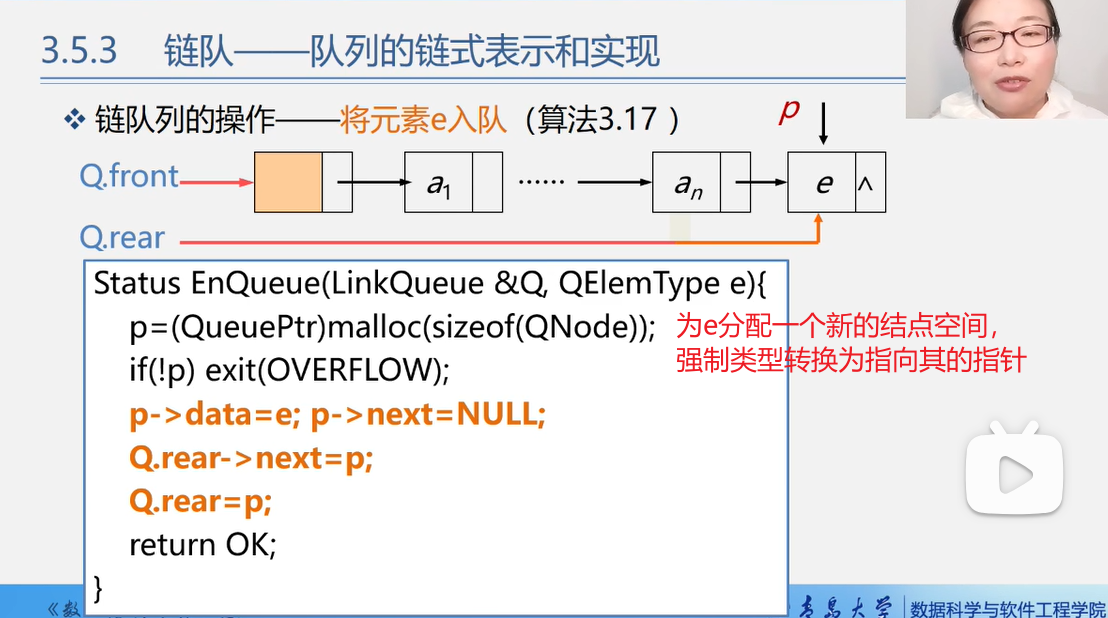 3.5.3 链队——队列的链式表示和实现
❖ 链队列的操作——将元素e入队（算法3.17 ）
p
Q.front
a1 …… an e ∧
Q.rear
Status EnQueue(LinkQueue &Q, QElemType e){
p=(QueuePtr)malloc(sizeof(QNode));
为e分配一个新的结点空间，
强制类型转换为指向其的指针
if(!p) exit(OVERFLOW);
p->data=e; p->next=NULL;
Q.rear->next=p;
Q.rear=p;
return OK;
}
《数
青岛大学 数据科学与软件工程学院